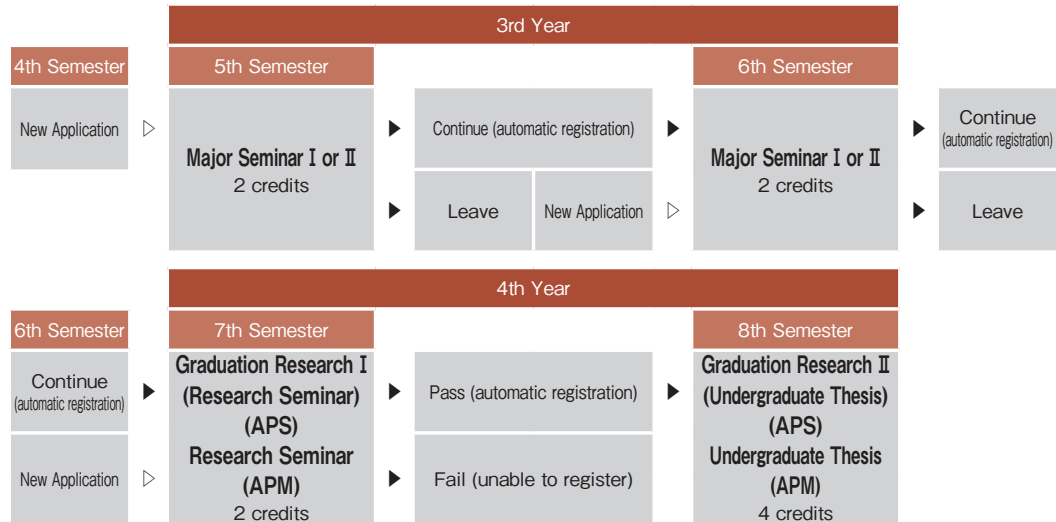 3rd Year
4th Semester
5th Semester
6th Semester
New Application
▷
Major Seminar Ⅰ or Ⅱ
2 credits
▶
Continue (automatic registration)
▶
▶
Leave
New Application
▷
Major Seminar Ⅰ or Ⅱ
2 credits
▶
Continue
(automatic registration)
▶
Leave
4th Year
6th Semester
7th Semester
8th Semester
Continue
(automatic registration)
▶
New Application
▷
Graduation Research Ⅰ
(Research Seminar)
(APS)
Research Seminar
(APM)
2 credits
▶
Pass (automatic registration)
▶
▶
Fail (unable to register)
Graduation Research Ⅱ
(Undergraduate Thesis)
(APS)
Undergraduate Thesis
(APM)
4 credits